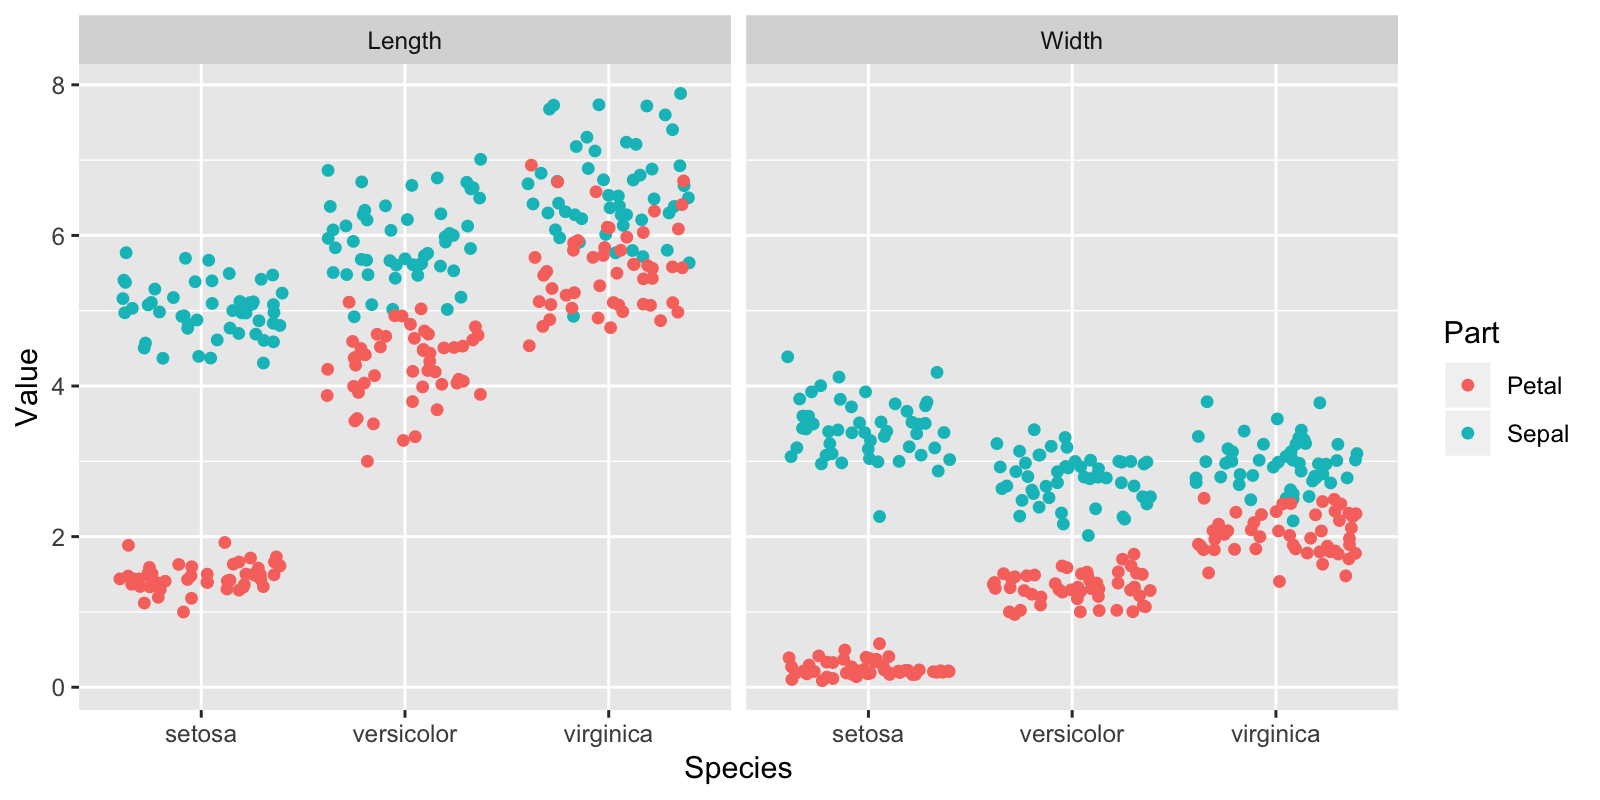 Length
Width
Value
8
6
4
2
0
setosa
versicolor
virginica
setosa
versicolor
virginica
Species
Part
Petal
Sepal